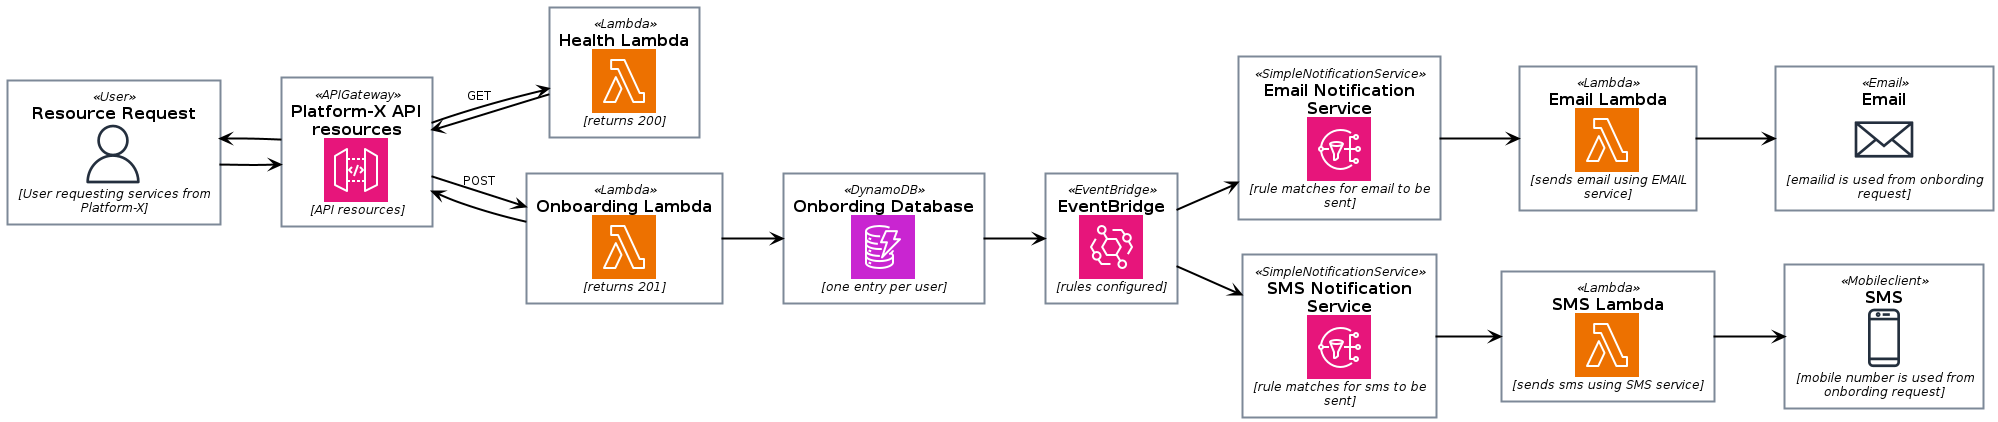 «User»
Resource Request
[User requesting services from
Platform-X]
«APIGateway»
Platform-X API
resources
[API resources]
GET
POST
«Lambda»
Health Lambda
[returns 200]
«Lambda»
Onboarding Lambda
[returns 201]
«DynamoDB»
Onbording Database
[one entry per user]
«EventBridge»
EventBridge
[rules configured]
«SimpleNotificationService»
Email Notification
Service
[rule matches for email to be
sent]
«Lambda»
Email Lambda
[sends email using EMAIL
service]
«Email»
Email
[emailid is used from onbording
request]
«SimpleNotificationService»
SMS Notification
Service
[rule matches for sms to be
sent]
«Lambda»
SMS Lambda
[sends sms using SMS service]
«Mobileclient»
SMS
[mobile number is used from
onbording request]